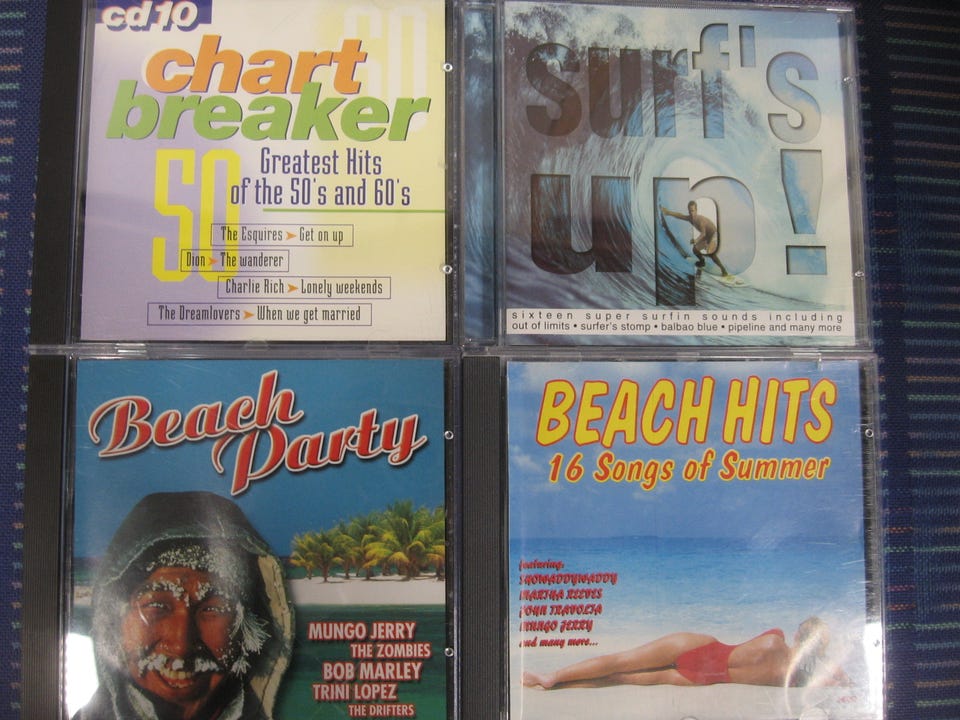 cd10
chart
breaker
50
60
Greatest Hits
of the 50's and 60's
The Esquires ➤ Get on up
Dion ➤ The wanderer
Charlie Rich ➤ Lonely weekends
The Dreamlovers ➤ When we get married
surf's
up!
sixteen super surfin sounds including
out of limits • surfer's stomp • balbao blue • pipeline and many more
Beach
Party
MUNGO JERRY
THE ZOMBIES
BOB MARLEY
TRINI LOPEZ
THE DRIFTERS
BEACH HITS
16 Songs of Summer
featuring.
SHOWADDYWADDY
MARTHA REEVES
JOHN TRAVOLTA
MUNGO JERRY
and many more...